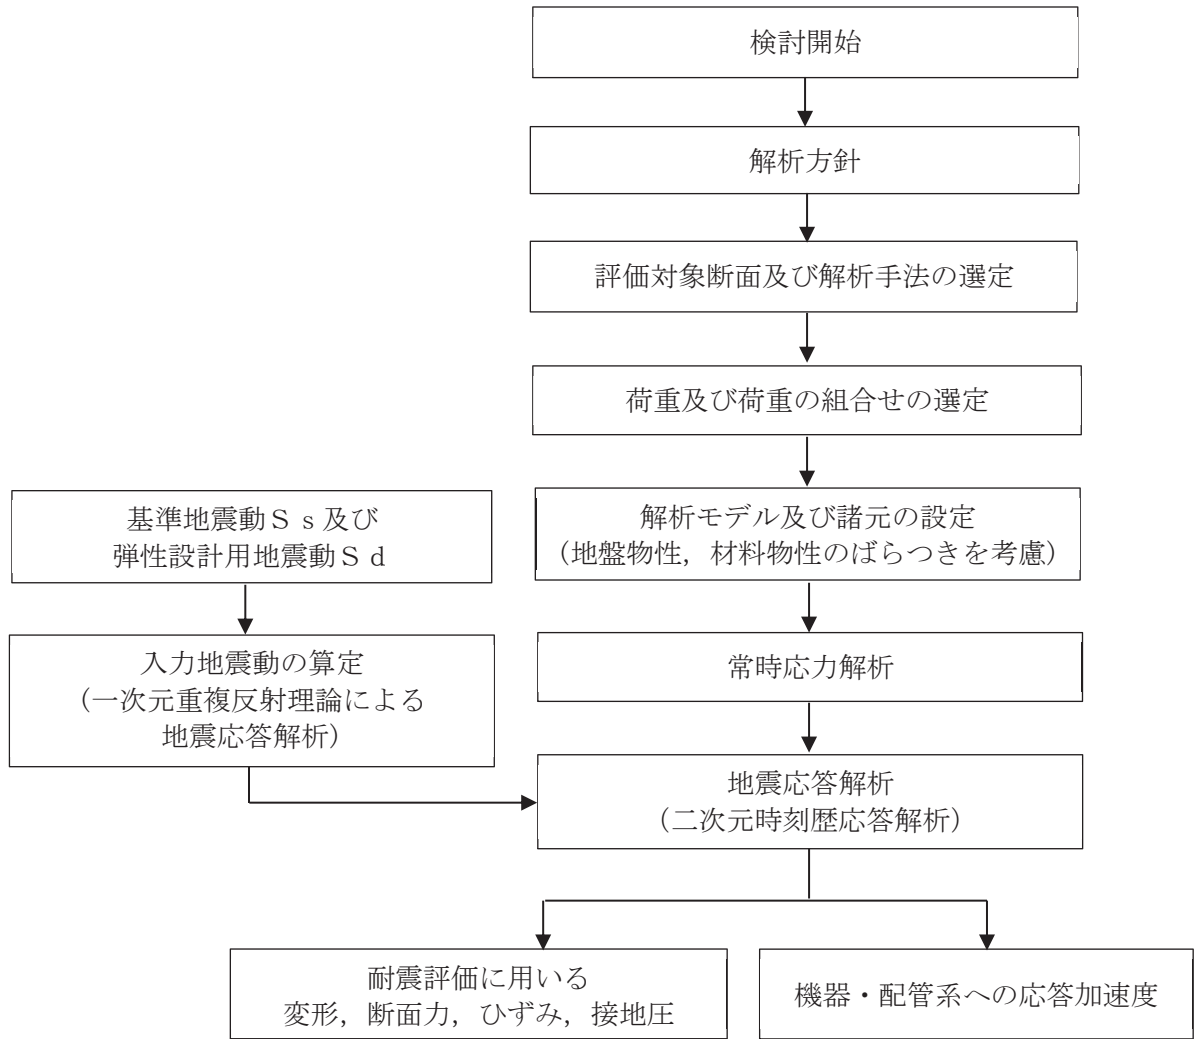 検討開始
解析方針
評価対象断面及び解析手法の選定
荷重及び荷重の組合せの選定
解析モデル及び諸元の設定
（地盤物性，材料物性のばらつきを考慮）
基準地震動Ｓｓ及び
弾性設計用地震動Ｓｄ
入力地震動の算定
（一次元重複反射理論による
地震応答解析）
常時応力解析
地震応答解析
（二次元時刻歴応答解析）
耐震評価に用いる
変形，断面力，ひずみ，接地圧
機器・配管系への応答加速度